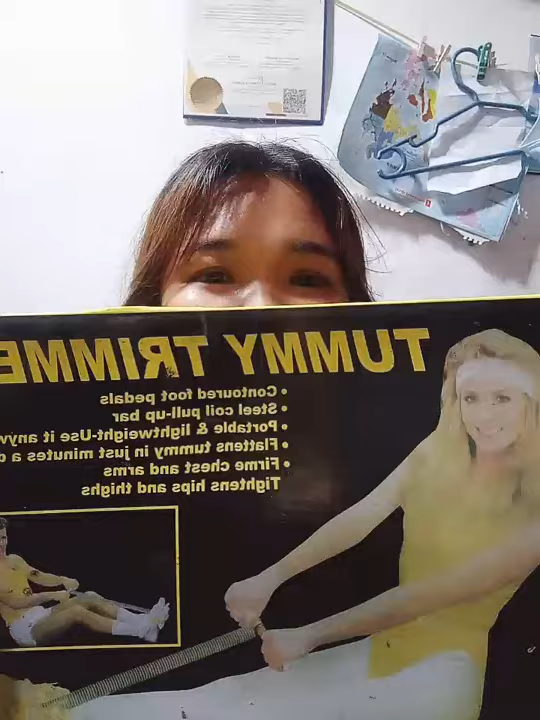 TUMMY TRIMME
• Contoured foot pedals
• Steel coil pull-up bar
• Portable & lightweight-Use it anyw
• Flattens tummy in just minutes a d
• Firms chest and arms
Tightens hips and thighs